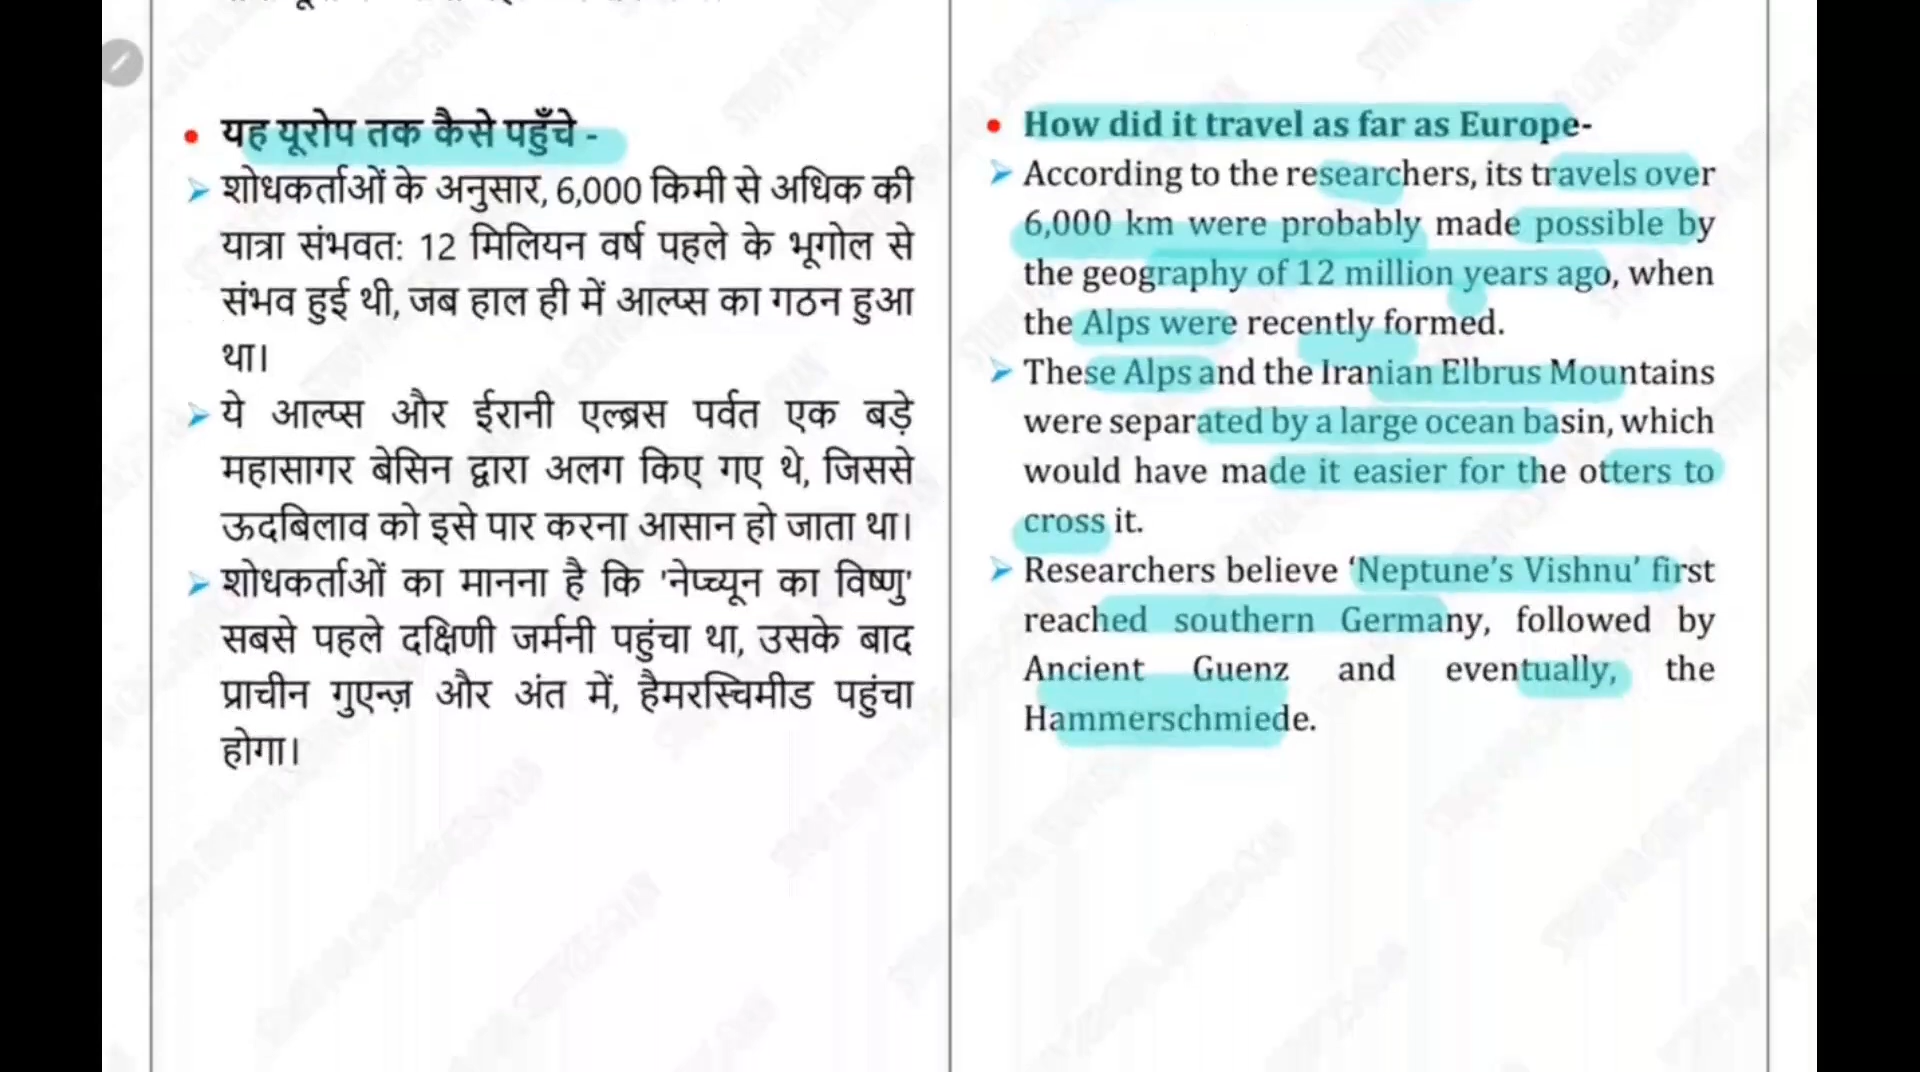 यह यूरोप तक कैसे पहुँचे -
शोधकर्ताओं के अनुसार, 6,000 किमी से अधिक की
यात्रा संभवत: 12 मिलियन वर्ष पहले के भूगोल से
संभव हुई थी, जब हाल ही में आल्प्स का गठन हुआ
था।
ये आल्प्स और ईरानी एल्ब्रस पर्वत एक बड़े
महासागर बेसिन द्वारा अलग किए गए थे, जिससे
ऊदबिलाव को इसे पार करना आसान हो जाता था।
शोधकर्ताओं का मानना है कि 'नेप्च्यून का विष्णु'
सबसे पहले दक्षिणी जर्मनी पहुंचा था, उसके बाद
प्राचीन गुएन्ज़ और अंत में, हैमरस्चिमीड पहुंचा
होगा।
How did it travel as far as Europe-
According to the researchers, its travels over
6,000 km were probably made possible by
the geography of 12 million years ago, when
the Alps were recently formed.
These Alps and the Iranian Elbrus Mountains
were separated by a large ocean basin, which
would have made it easier for the otters to
cross it.
Researchers believe ‘Neptune’s Vishnu’ first
reached southern Germany, followed by
Ancient Guenz and eventually, the
Hammerschmiede.